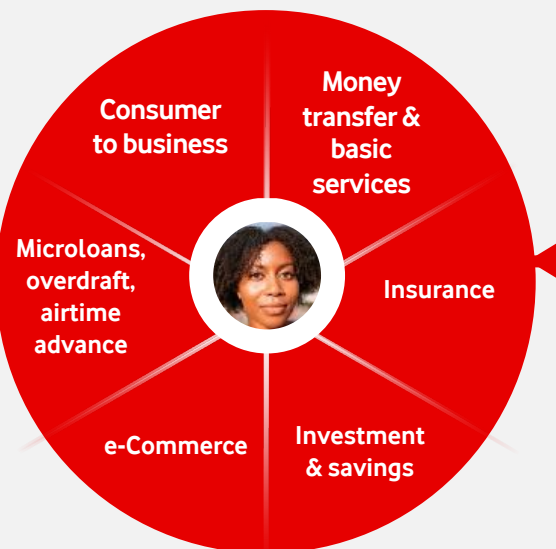 Consumer
to business
Money
transfer &
basic
services
Microloans,
overdraft,
airtime
advance
Insurance
e-Commerce
Investment
& savings